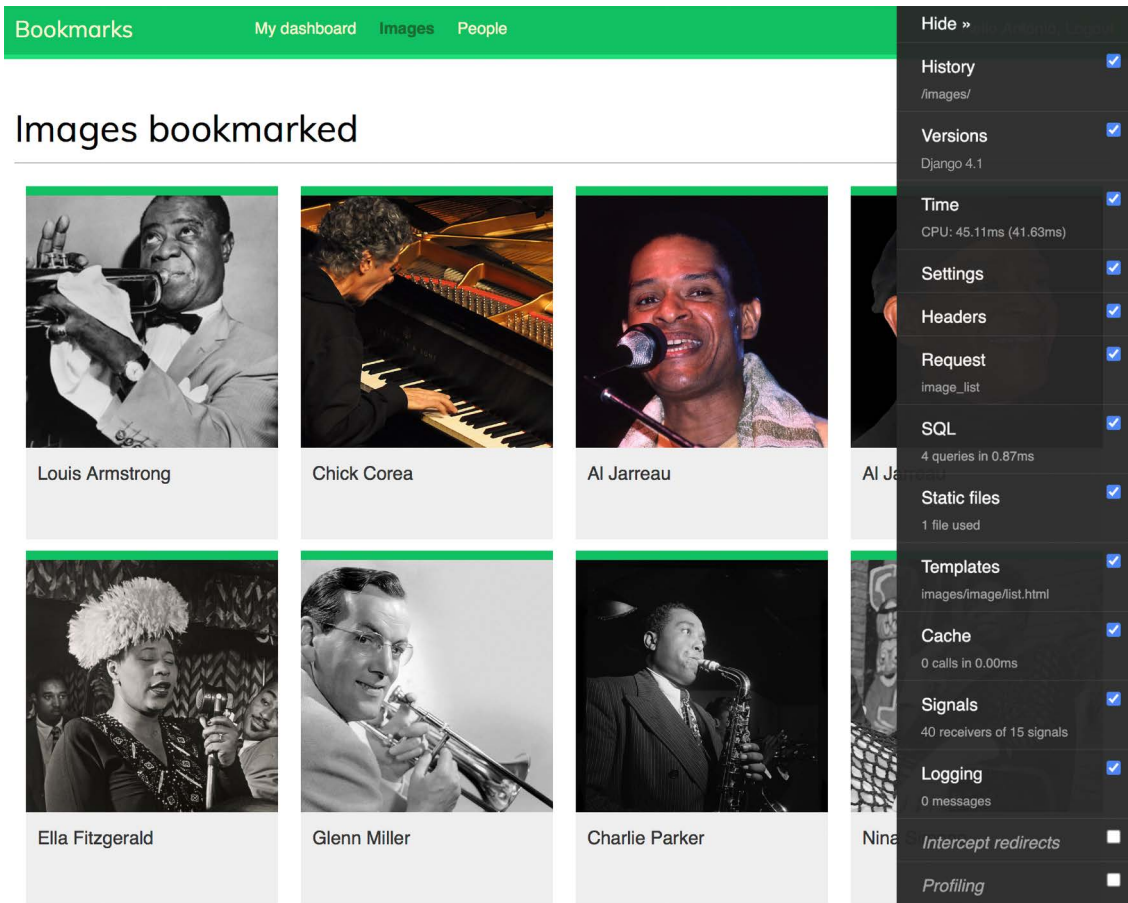 Bookmarks
My dashboard Images People
Images bookmarked
Louis Armstrong
Chick Corea
Al Jarreau
Al Jarreau
Ella Fitzgerald
Glenn Miller
Charlie Parker
Nina
Hide »
History
/images/
Versions
Django 4.1
Time
CPU: 45.11ms (41.63ms)
Settings
Headers
Request
image_list
SQL
4 queries in 0.87ms
Static files
1 file used
Templates
images/image/list.html
Cache
0 calls in 0.00ms
Signals
40 receivers of 15 signals
Logging
0 messages
Intercept redirects
Profiling